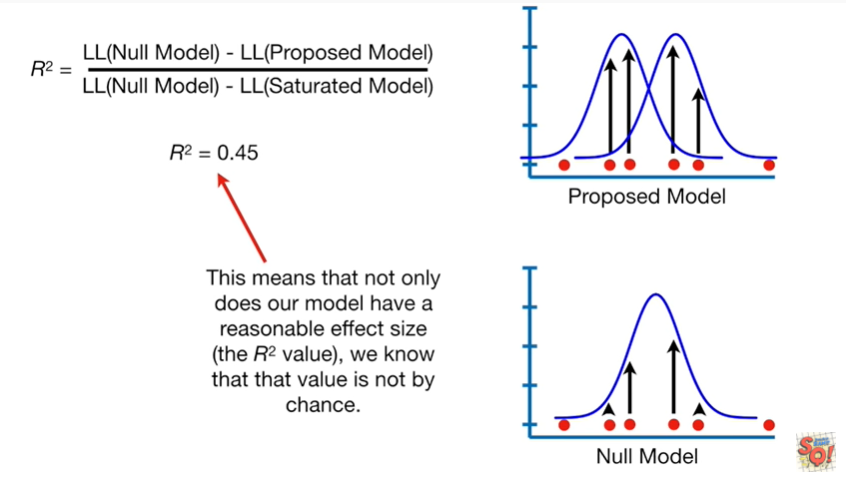 R² = LL(Null Model) - LL(Proposed Model)
LL(Null Model) - LL(Saturated Model)
R² = 0.45
This means that not only
does our model have a
reasonable effect size
(the R² value), we know
that that value is not by
chance.
Proposed Model
Null Model
SQ!